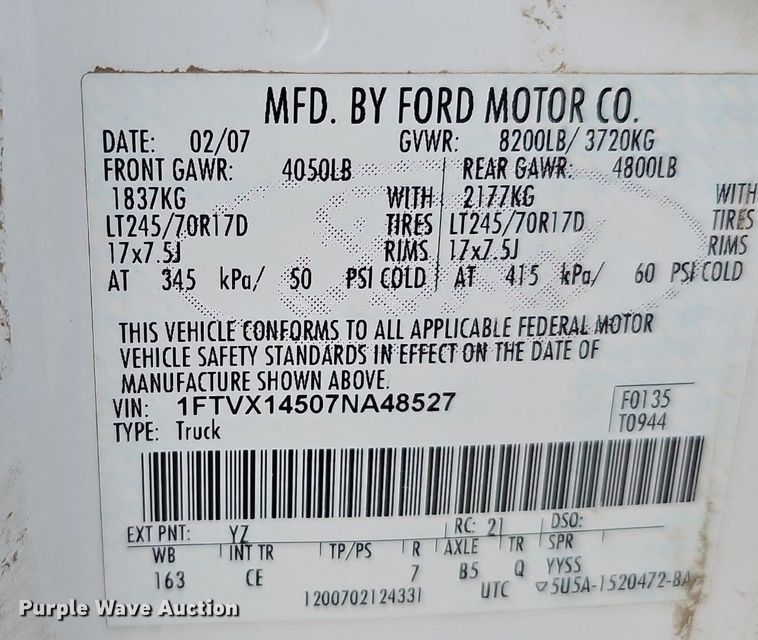 MFD. BY FORD MOTOR CO.
DATE: 02/07 GVWR: 8200LB/ 3720KG
FRONT GAWR: 4050LB REAR GAWR: 4800LB
1837KG WITH 2177KG WITH
LT245/70R17D TIRES LT245/70R17D TIRES
17x7.5J RIMS 17x7.5J RIMS
AT 345 kPa/ 50 PSI COLD AT 415 kPa/ 60 PSI COLD
THIS VEHICLE CONFORMS TO ALL APPLICABLE FEDERAL MOTOR
VEHICLE SAFETY STANDARDS IN EFFECT ON THE DATE OF
MANUFACTURE SHOWN ABOVE.
VIN: 1FTVX14507NA48527 F0135
TYPE: Truck T0944
EXT PNT: YZ RC: 21 DSO:
WB INT TR TP/PS R AXLE TR SPR
163 CE 7 B5 Q YYSS
1200702124331 UTC ▽5U5A-1520472-BA
Purple Wave Auction